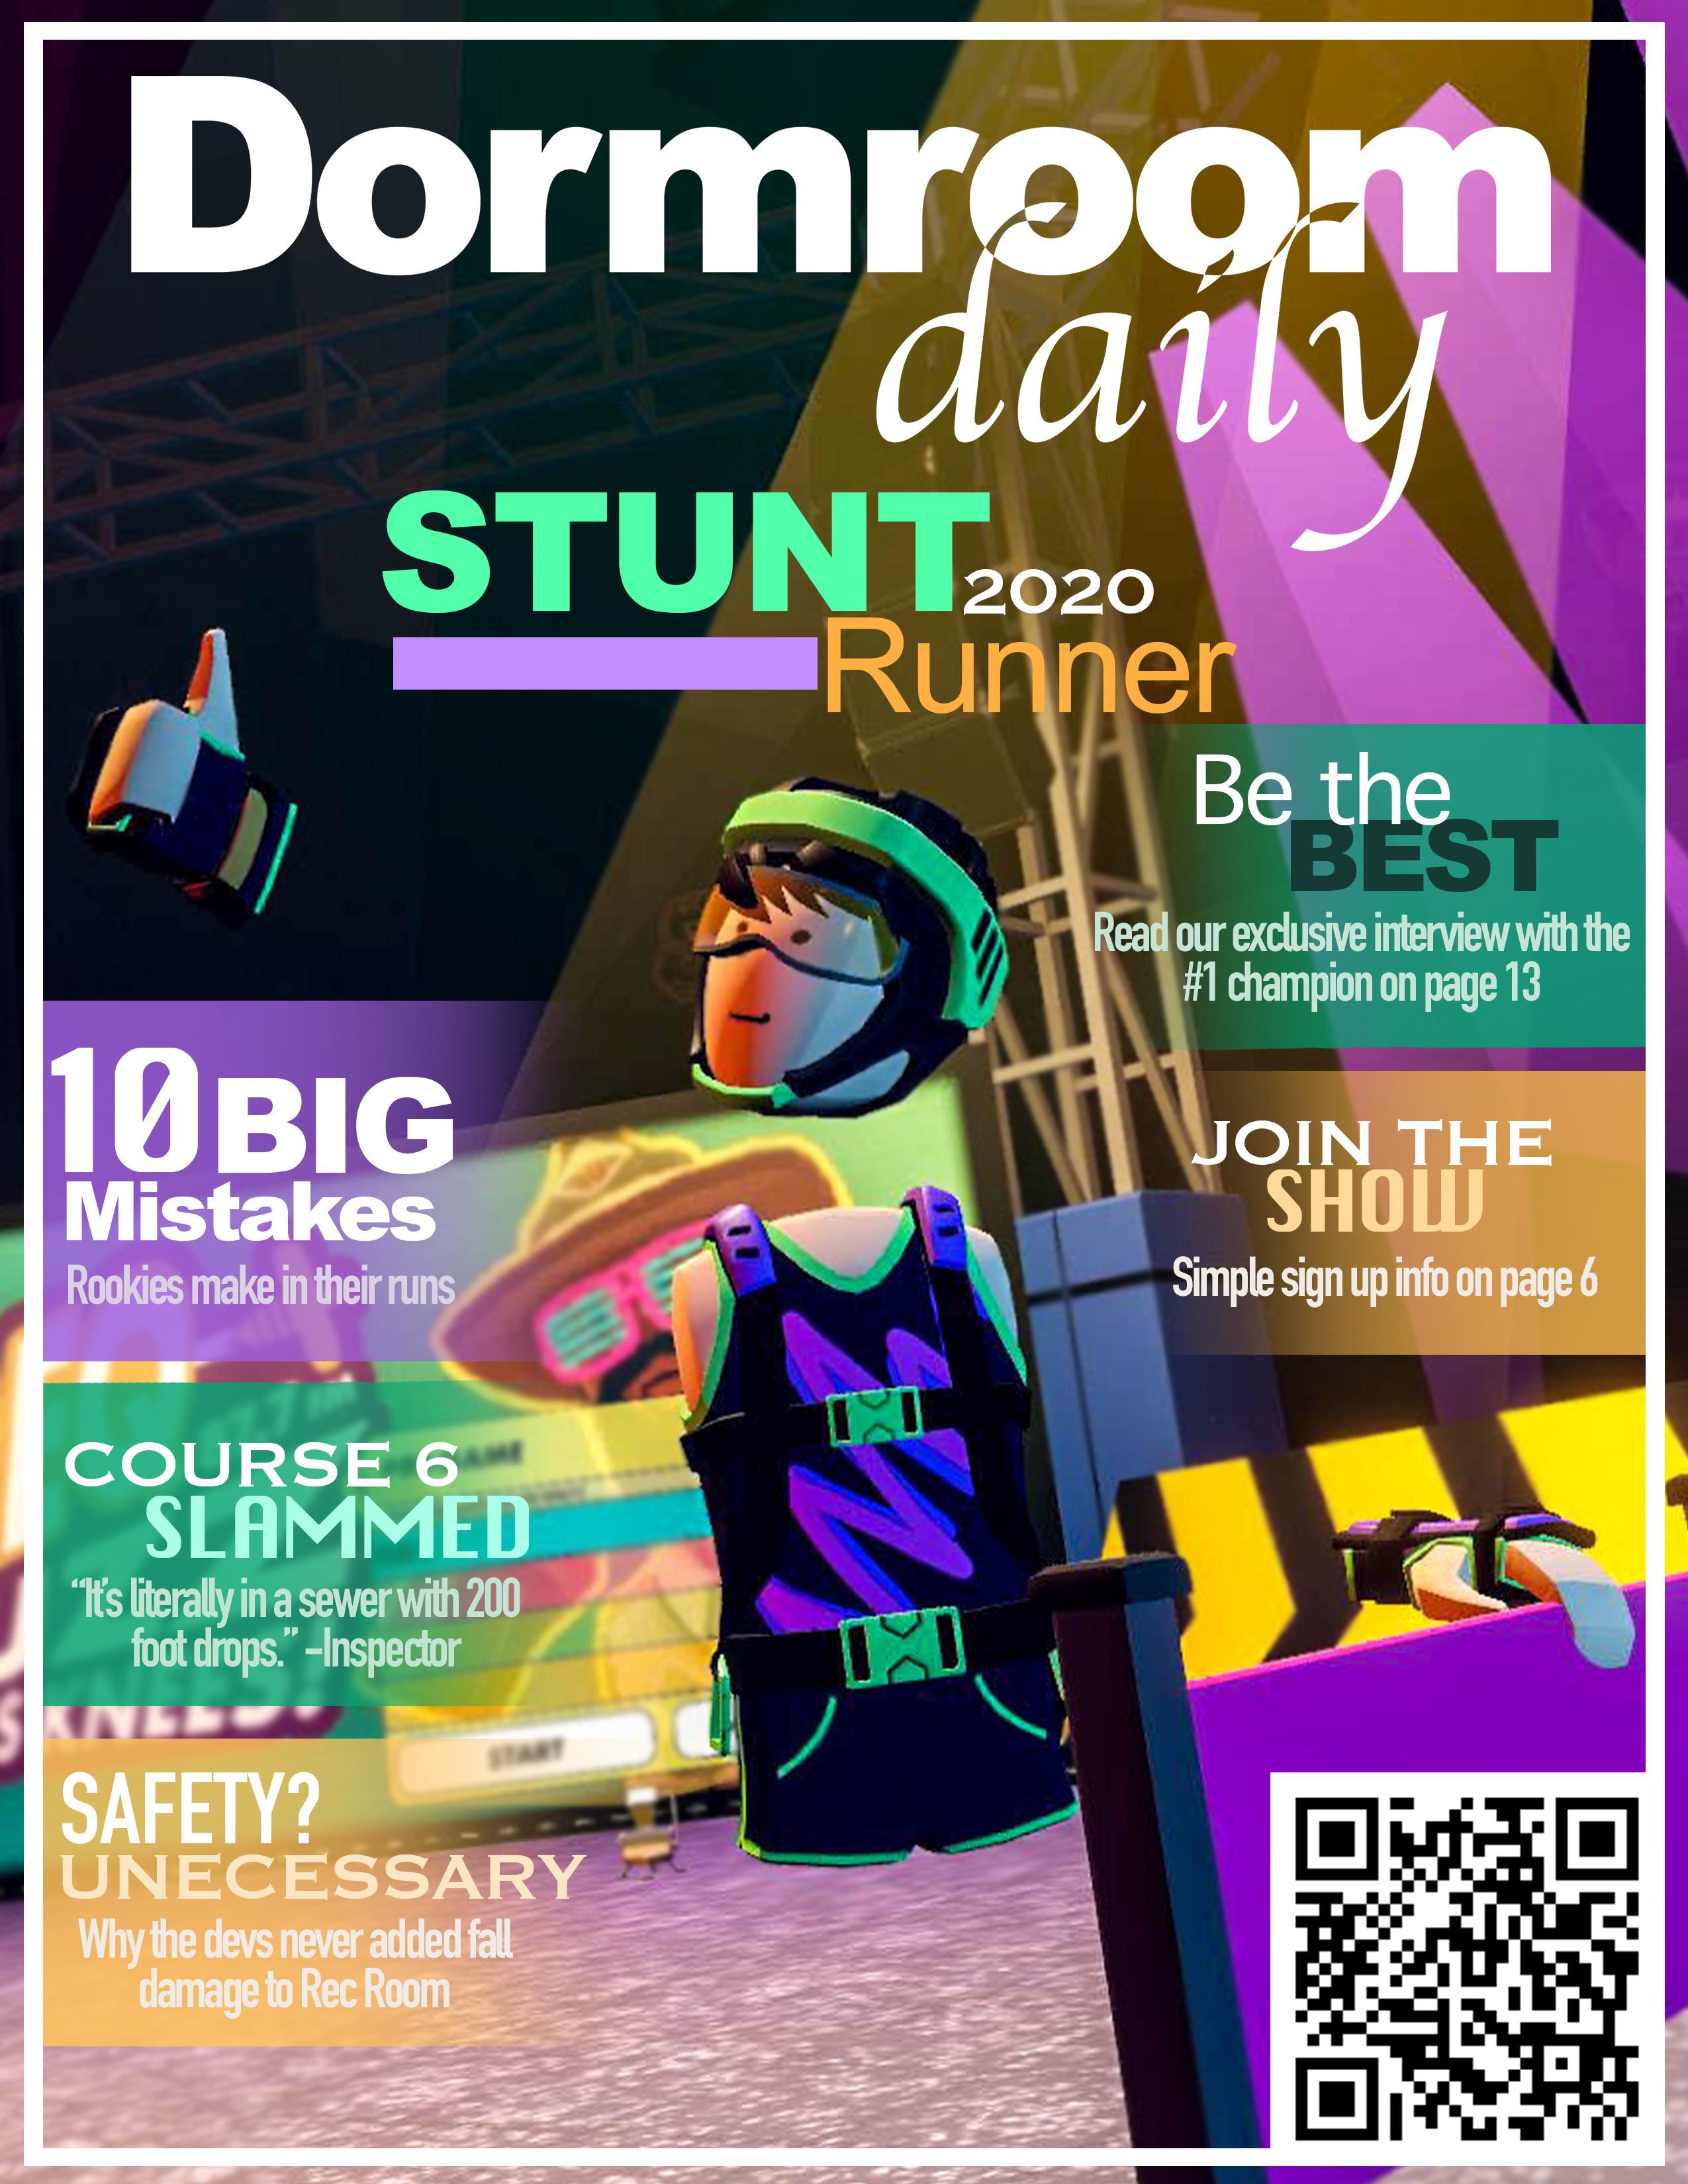 Dormroom
daily
STUNT
2020
Runner
Be the
BEST
Read our exclusive interview with the
#1 champion on page 13
10 BIG
Mistakes
Rookies make in their runs
JOIN THE
SHOW
Simple sign up info on page 6
COURSE 6
SLAMMED
“It's literally in a sewer with 200
foot drops.” -Inspector
SAFETY?
UNECESSARY
Why the devs never added fall
damage to Rec Room
START